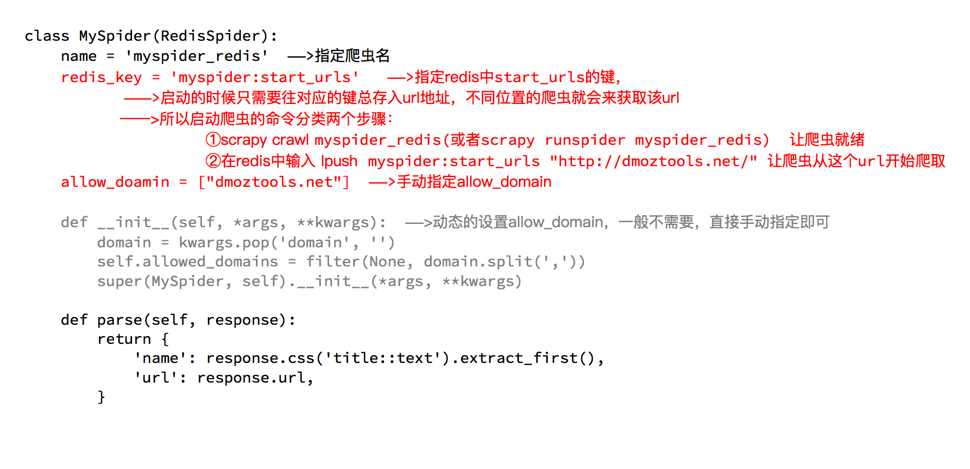 class MySpider(RedisSpider):
    name = 'myspider_redis'  ——>指定爬虫名
    redis_key = 'myspider:start_urls'   ——>指定redis中start_urls的键，
           ——>启动的时候只需要往对应的键总存入url地址，不同位置的爬虫就会来获取该url
           ——>所以启动爬虫的命令分类两个步骤：
                    ①scrapy crawl myspider_redis(或者scrapy runspider myspider_redis)  让爬虫就绪
                    ②在redis中输入 lpush myspider:start_urls "http://dmoztools.net/" 让爬虫从这个url开始爬取
    allow_doamin = ["dmoztools.net"]  ——>手动指定allow_domain
    def __init__(self, *args, **kwargs):  ——>动态的设置allow_domain，一般不需要，直接手动指定即可
        domain = kwargs.pop('domain', '')
        self.allowed_domains = filter(None, domain.split(','))
        super(MySpider, self).__init__(*args, **kwargs)
    def parse(self, response):
        return {
            'name': response.css('title::text').extract_first(),
            'url': response.url,
        }